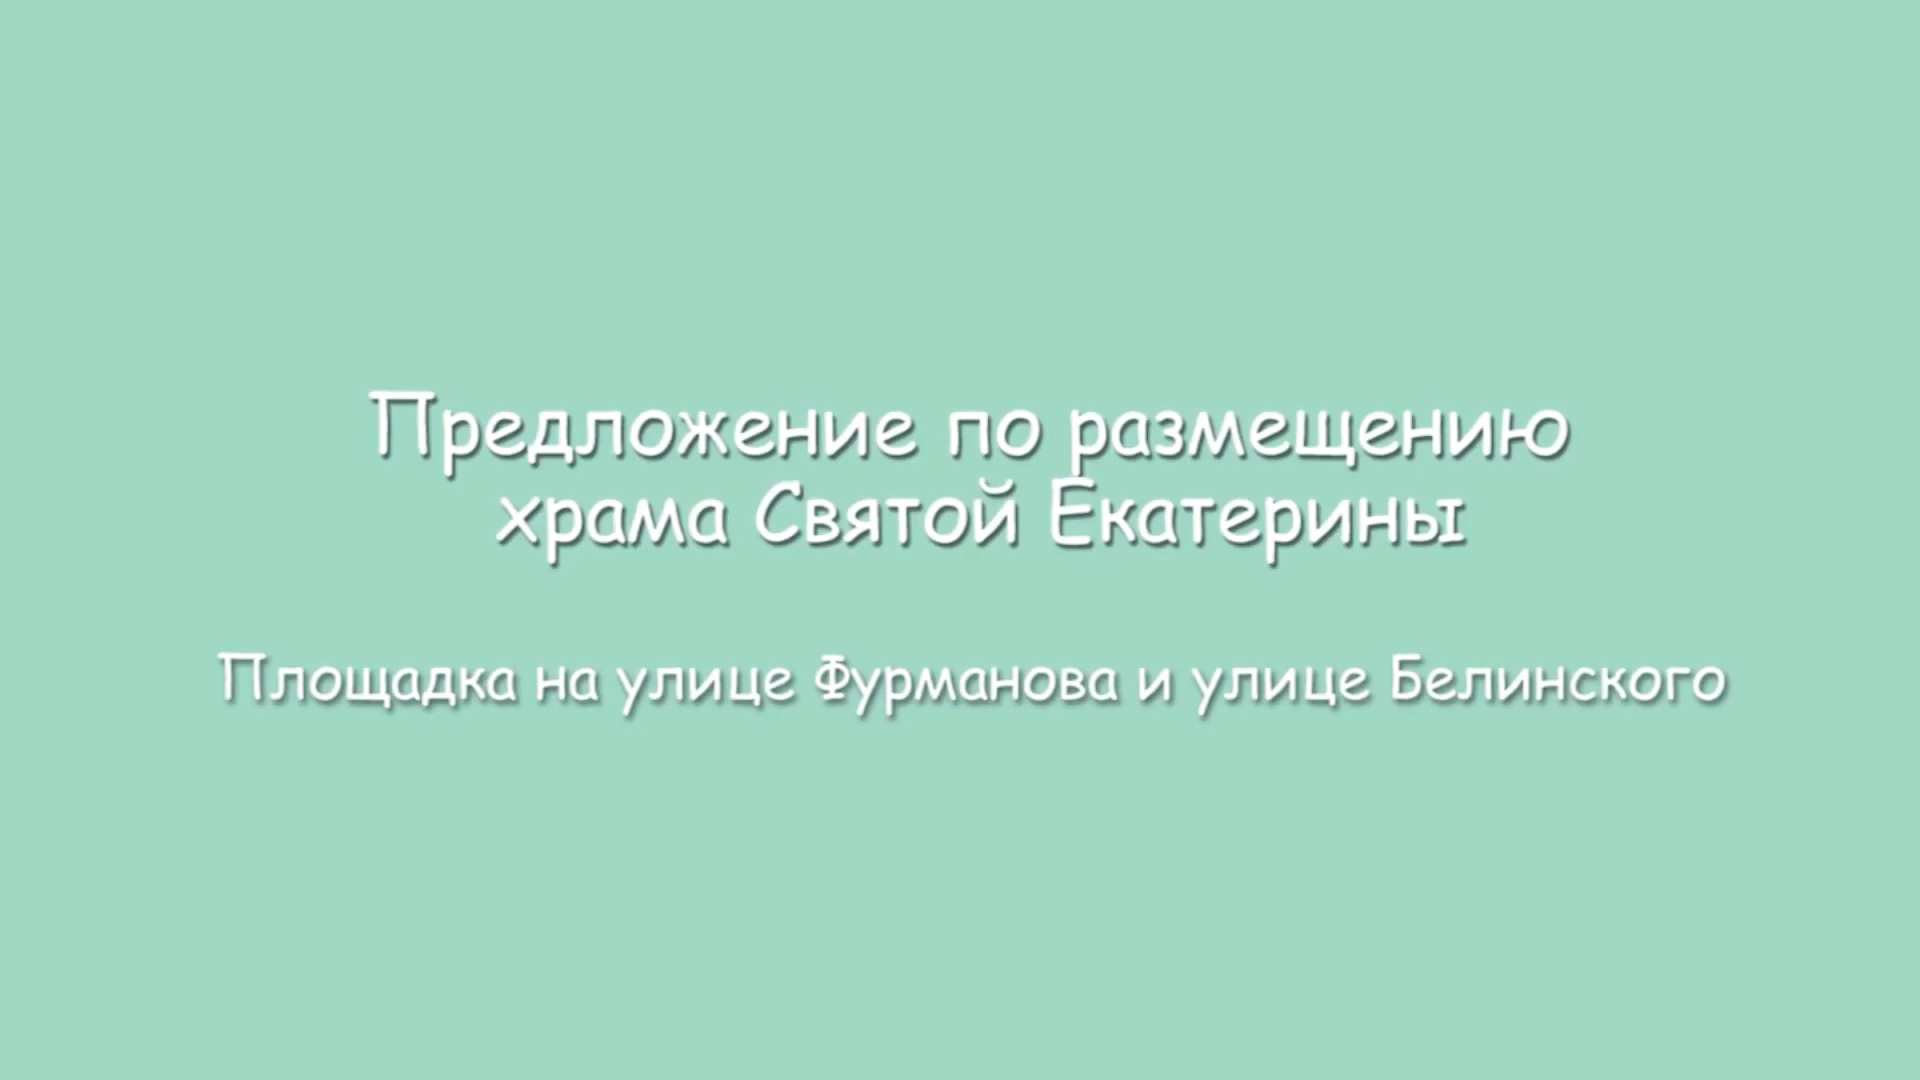 Предложение по размещению
храма Святой Екатерины
Площадка на улице Фурманова и улице Белинского